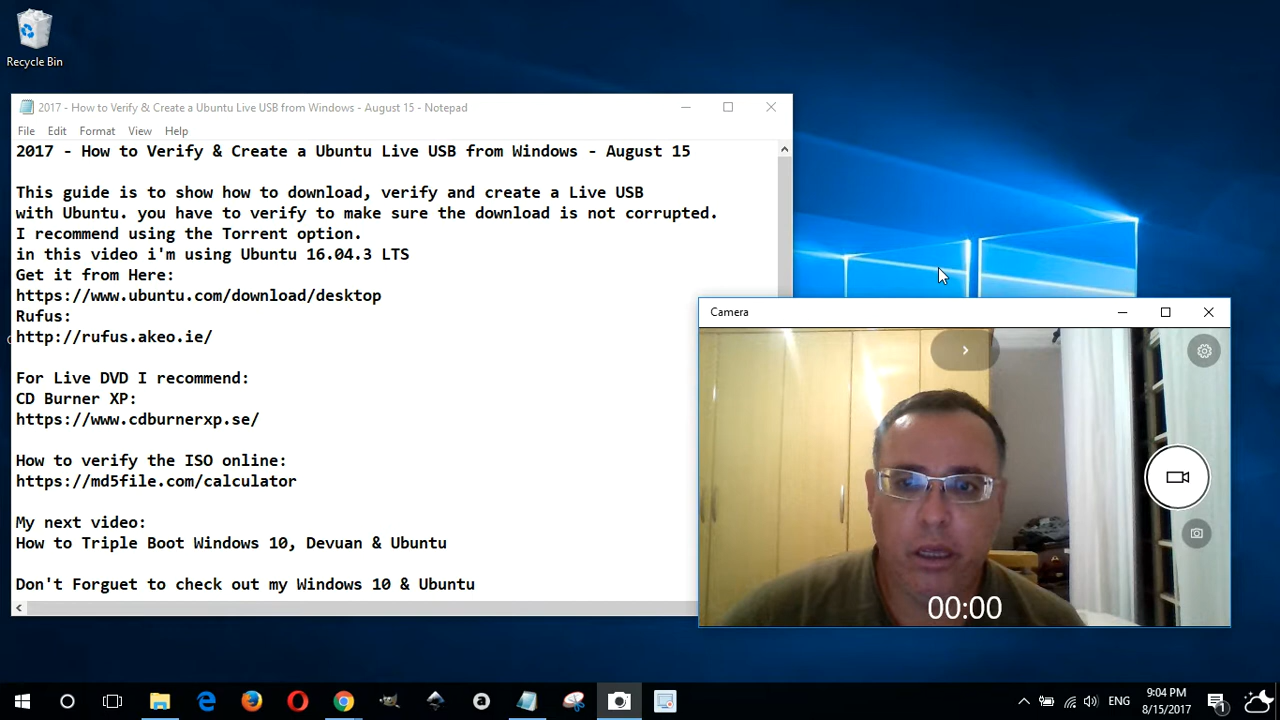 Recycle Bin
2017 - How to Verify & Create a Ubuntu Live USB from Windows - August 15 - Notepad
File Edit Format View Help
2017 - How to Verify & Create a Ubuntu Live USB from Windows - August 15
This guide is to show how to download, verify and create a Live USB
with Ubuntu. you have to verify to make sure the download is not corrupted.
I recommend using the Torrent option.
in this video i'm using Ubuntu 16.04.3 LTS
Get it from Here:
https://www.ubuntu.com/download/desktop
Rufus:
http://rufus.akeo.ie/
For Live DVD I recommend:
CD Burner XP:
https://www.cdburnerxp.se/
How to verify the ISO online:
https://md5file.com/calculator
My next video:
How to Triple Boot Windows 10, Devuan & Ubuntu
Don't Forguet to check out my Windows 10 & Ubuntu
Camera
00:00
ENG
9:04 PM
8/15/2017
1